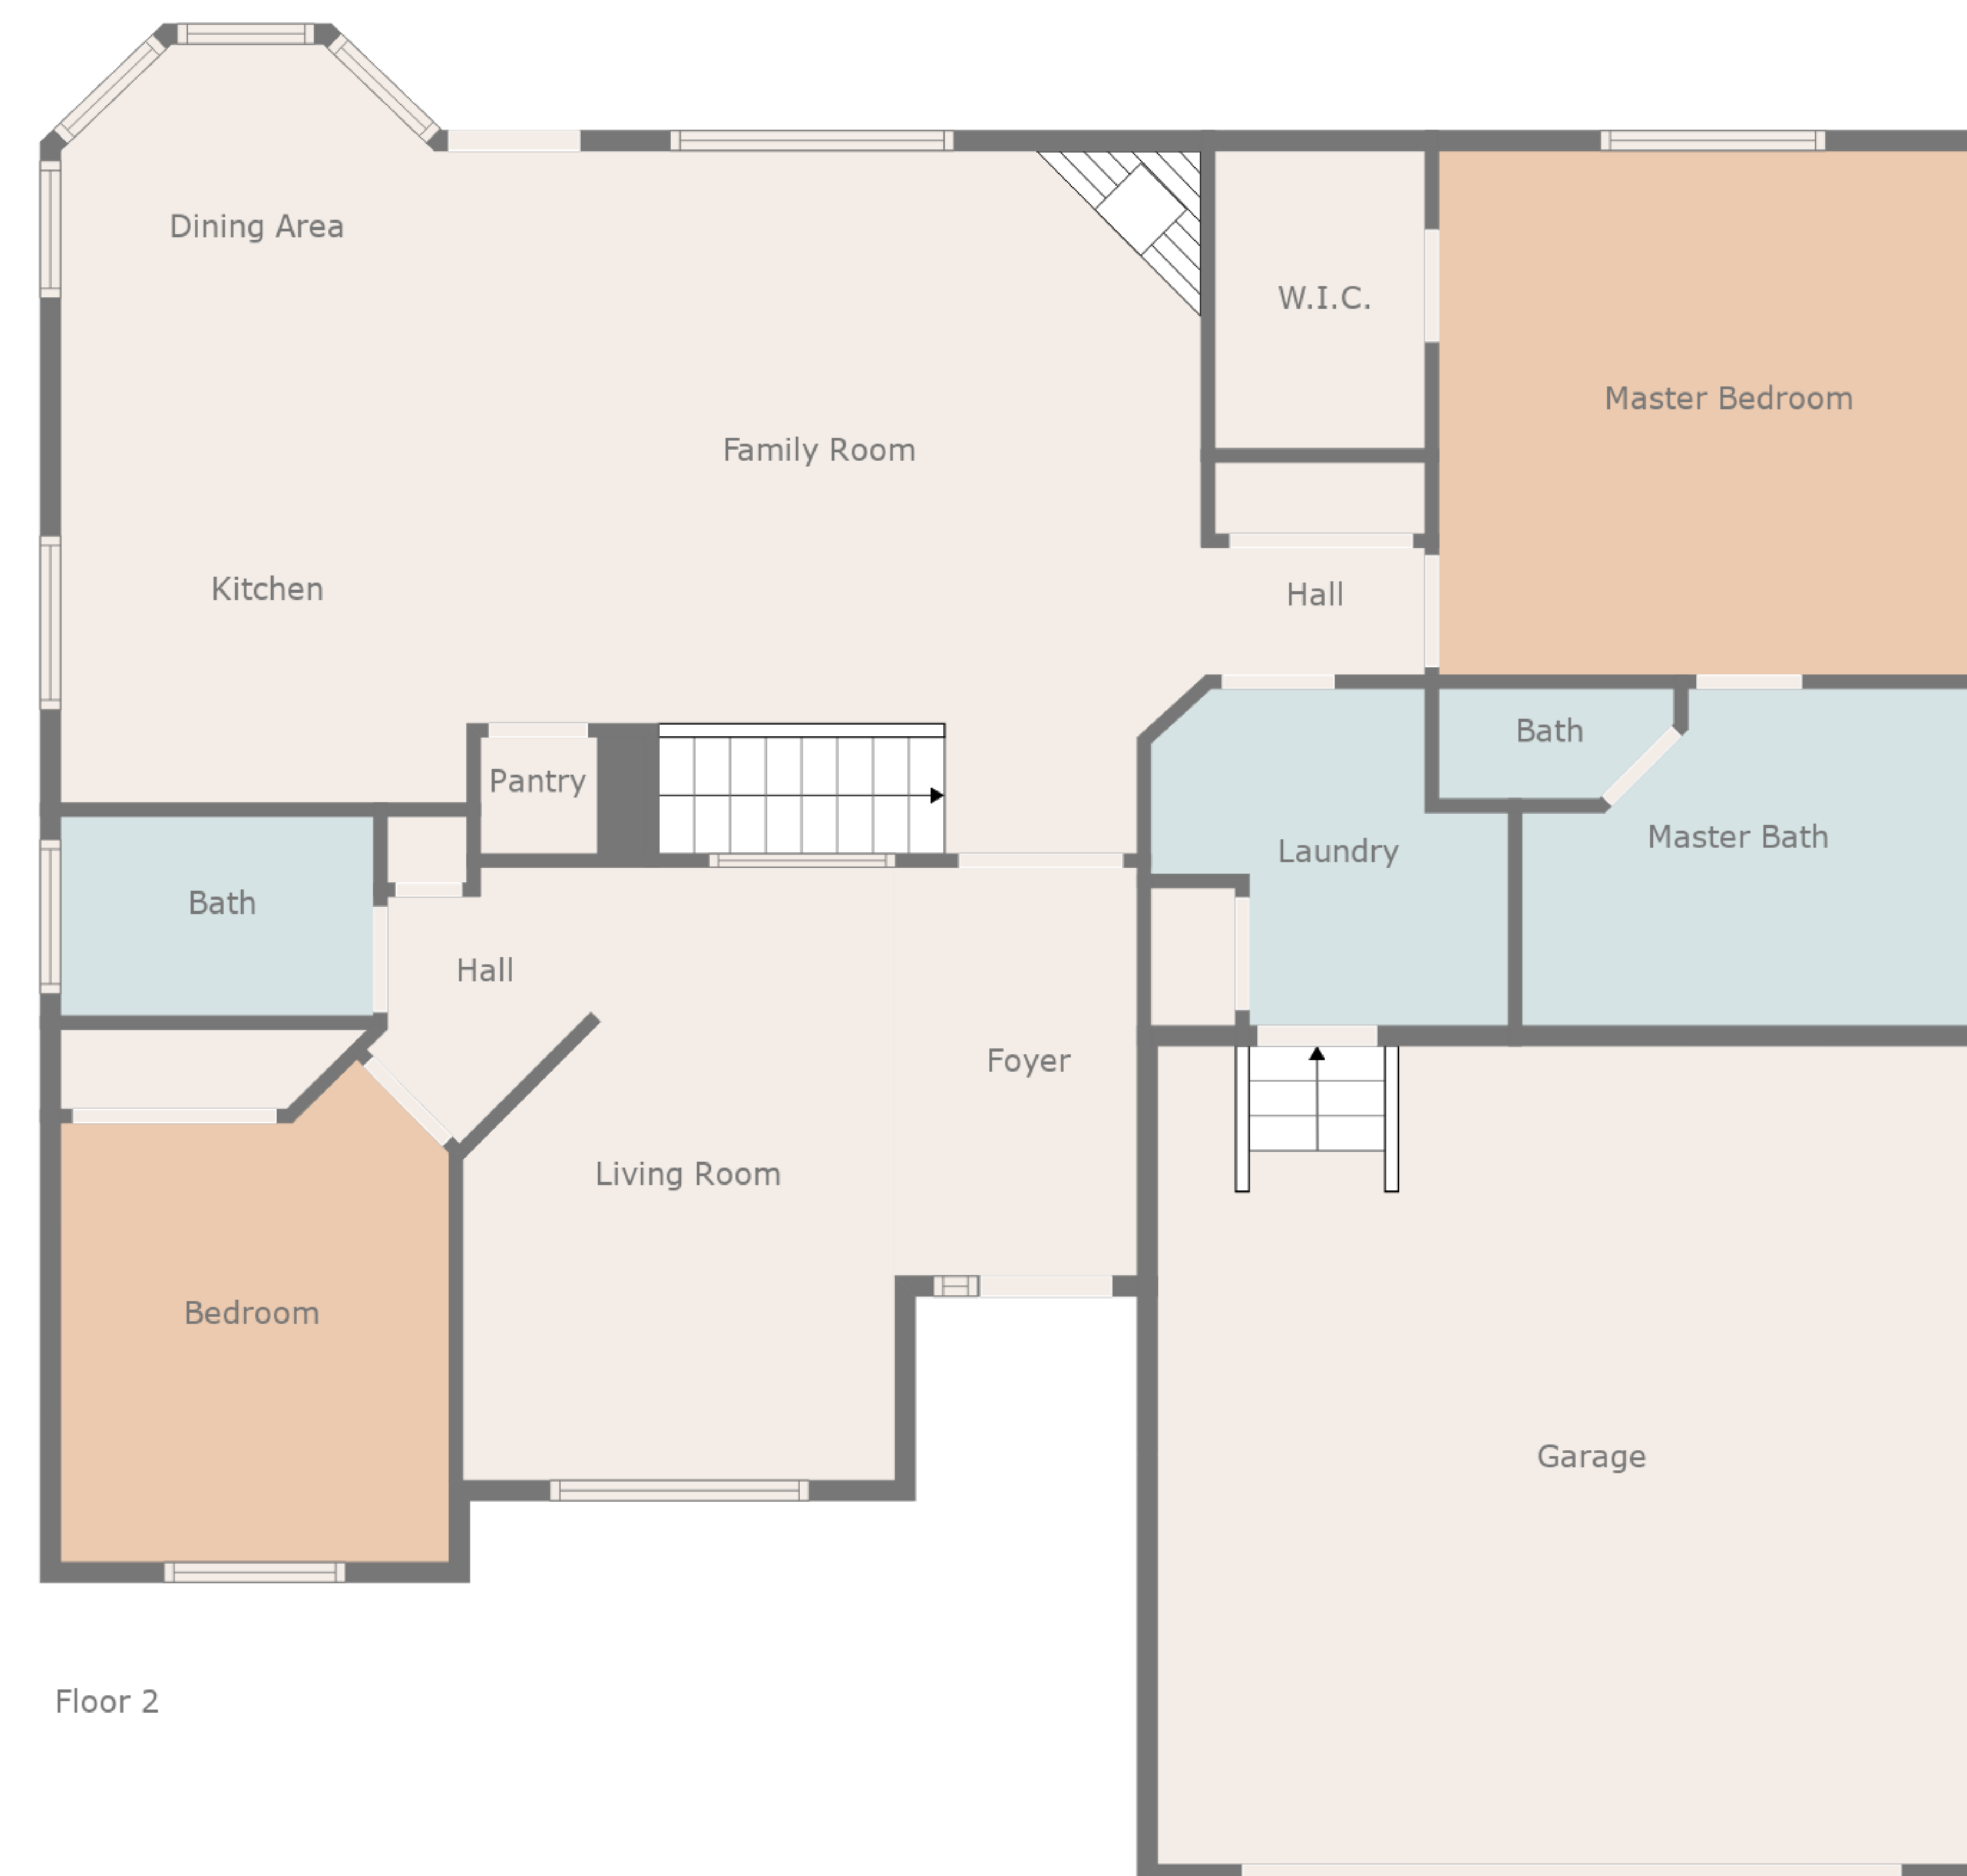 Dining Area
W.I.C.
Master Bedroom
Family Room
Kitchen
Hall
Bath
Pantry
Master Bath
Laundry
Bath
Hall
Foyer
Living Room
Bedroom
Garage
Floor 2